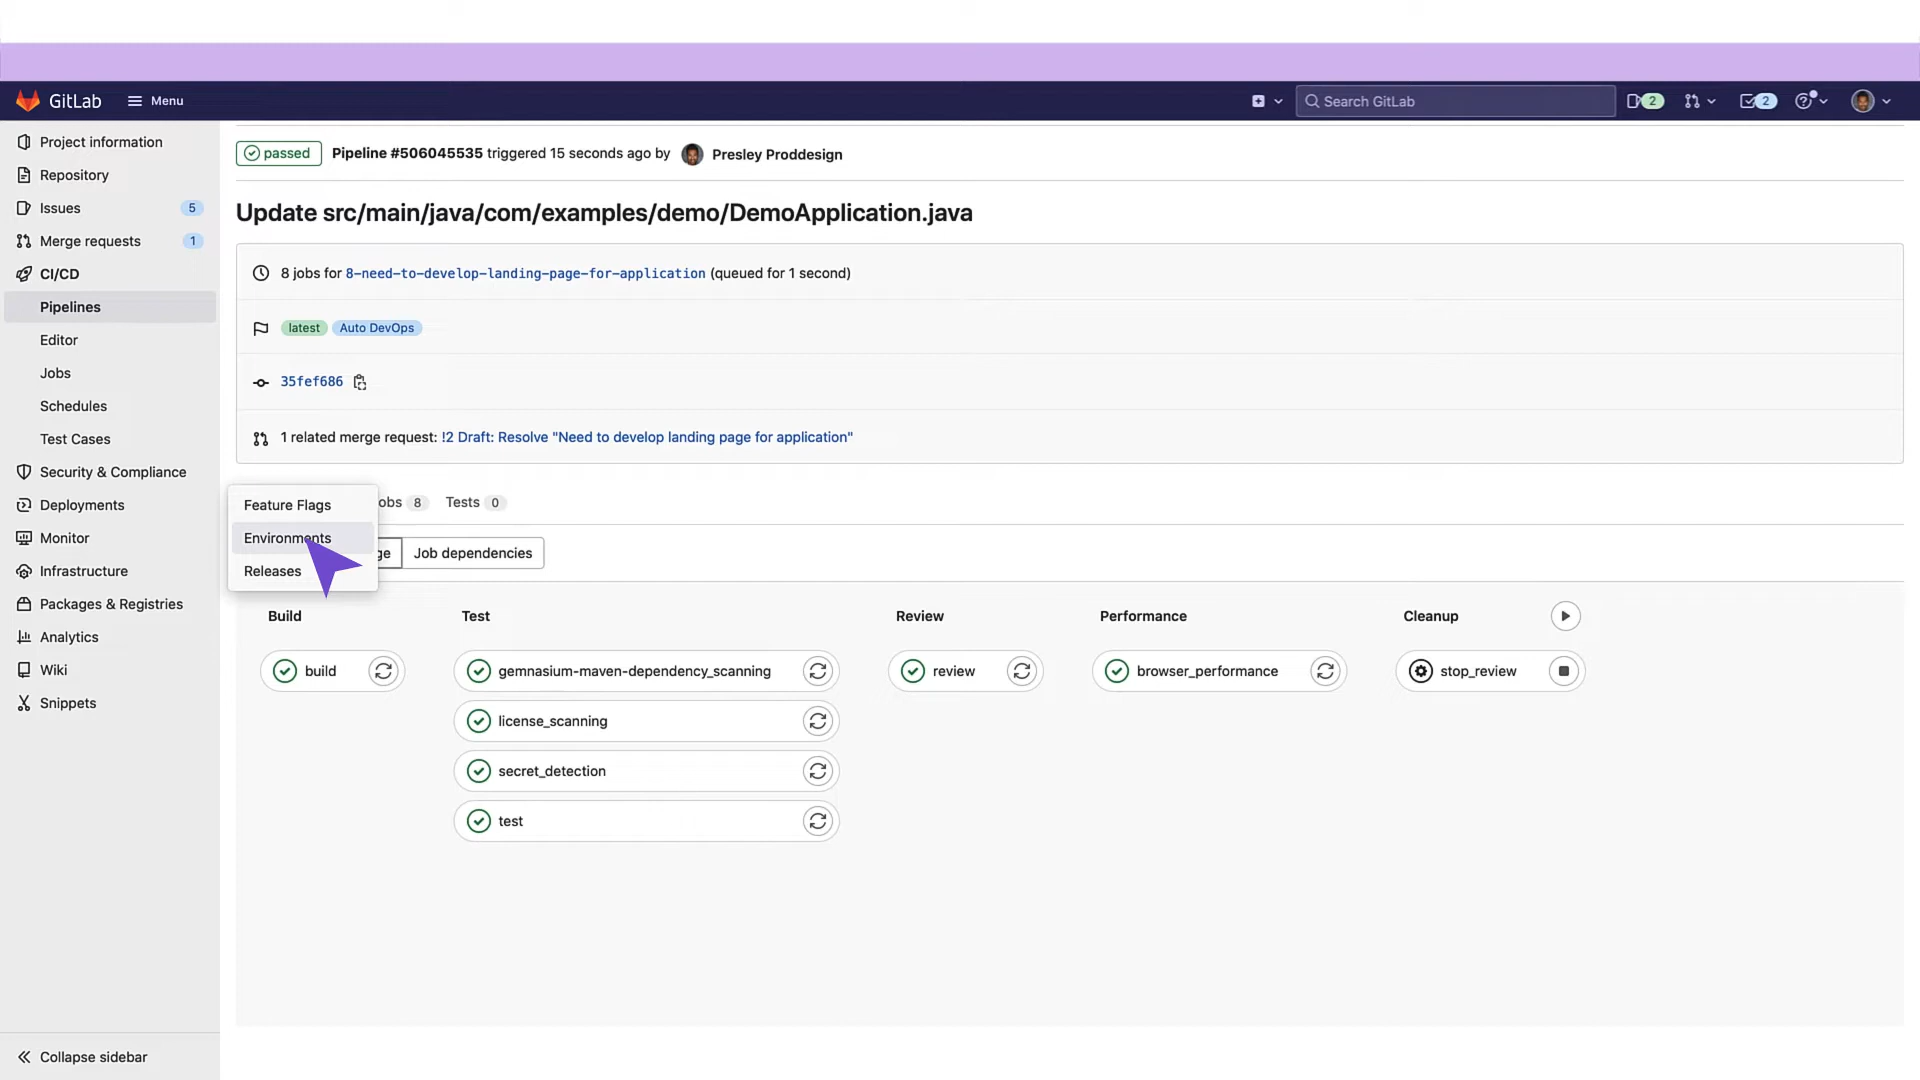 GitLab
Menu
Search GitLab
2
2
Project information
Repository
Issues 5
Merge requests 1
CI/CD
Pipelines
Editor
Jobs
Schedules
Test Cases
Security & Compliance
Deployments
Monitor
Infrastructure
Packages & Registries
Analytics
Wiki
Snippets
Collapse sidebar
passed Pipeline #506045535 triggered 15 seconds ago by Presley Proddesign
Update src/main/java/com/examples/demo/DemoApplication.java
8 jobs for 8-need-to-develop-landing-page-for-application (queued for 1 second)
latest Auto DevOps
35fef686
1 related merge request: !2 Draft: Resolve "Need to develop landing page for application"
Feature Flags
Environments
Releases
obs 8 Tests 0
ge Job dependencies
Build Test Review Performance Cleanup
build gemnasium-maven-dependency_scanning review browser_performance stop_review
license_scanning
secret_detection
test